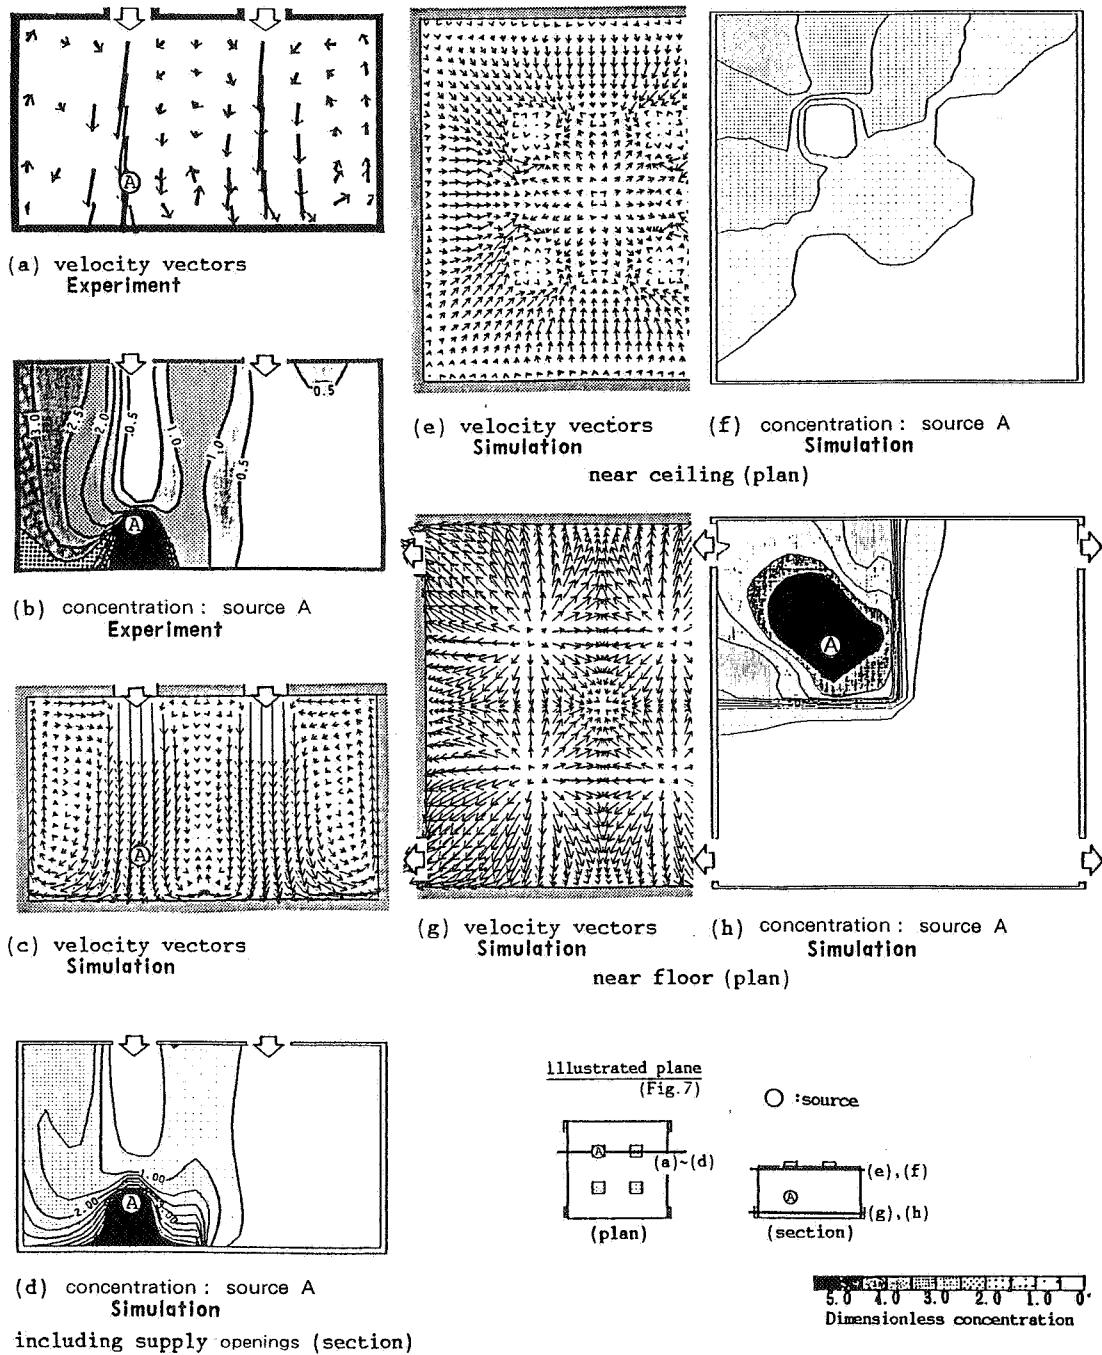 A
(a) velocity vectors
Experiment
2.5
2.0
0.5
1.0
1.0
0.5
0.5
A
(b) concentration : source A
Experiment
A
(c) velocity vectors
Simulation
1.00
2.00
A
(d) concentration : source A
Simulation
including supply openings (section)
(e) velocity vectors
Simulation
(f) concentration : source A
Simulation
near ceiling (plan)
A
(g) velocity vectors
Simulation
(h) concentration : source A
Simulation
near floor (plan)
illustrated plane
(Fig.7)
:source
A
(a)~(d)
(plan)
A
(e),(f)
(g),(h)
(section)
5.0 4.0 3.0 2.0 1.0 0
Dimensionless concentration